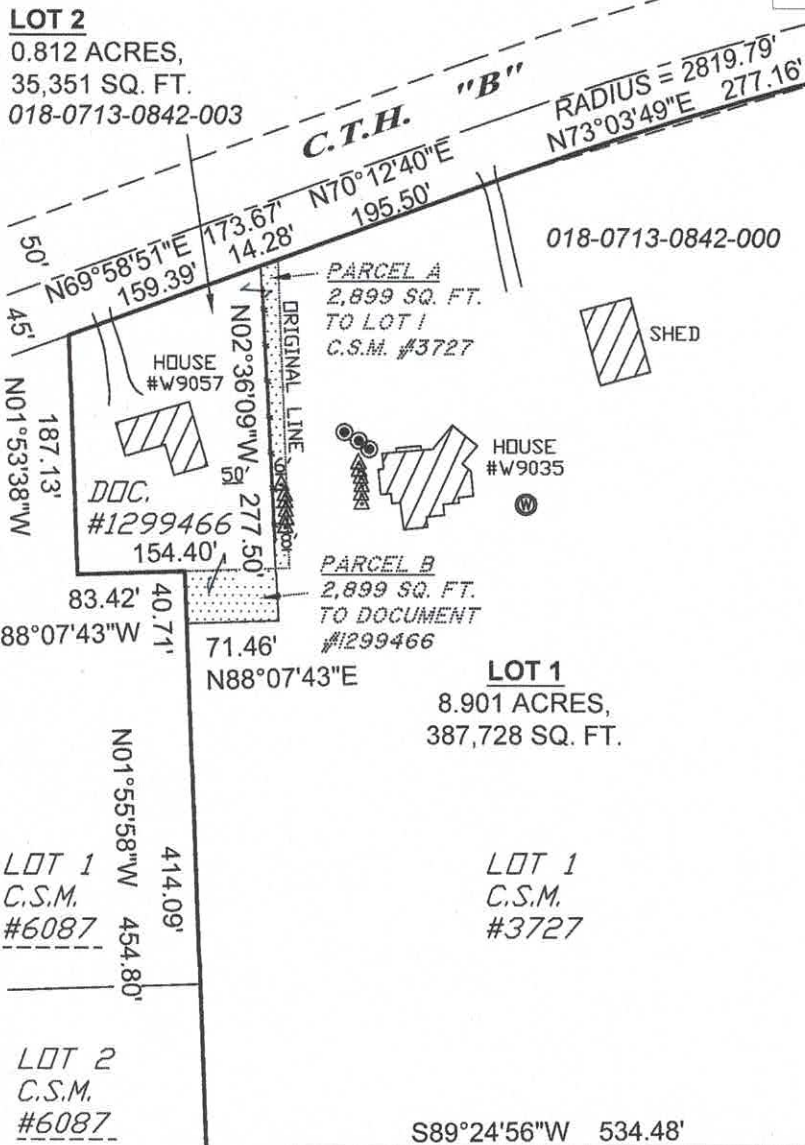 LOT 2
0.812 ACRES,
35,351 SQ. FT.
018-0713-0842-003
C.T.H. "B"
RADIUS = 2819.79'
N73°03'49"E 277.16'
N70°12'40"E
195.50'
N69°58'51"E 173.67'
159.39' 14.28'
50'
45'
018-0713-0842-000
PARCEL A
2,899 SQ. FT.
TO LOT 1
C.S.M. #3727
ORIGINAL LINE
N02°36'09"W 277.50'
SHED
HOUSE
#W9057
HOUSE
#W9035
W
187.13'
N01°53'38"W
50'
8'
DOC.
#1299466
154.40'
PARCEL B
2,899 SQ. FT.
TO DOCUMENT
#1299466
83.42'
88°07'43"W
40.71'
71.46'
N88°07'43"E
LOT 1
8.901 ACRES,
387,728 SQ. FT.
N01°55'58"W 454.80'
414.09'
LOT 1
C.S.M.
#6087
LOT 1
C.S.M.
#3727
LOT 2
C.S.M.
#6087
S89°24'56"W 534.48'